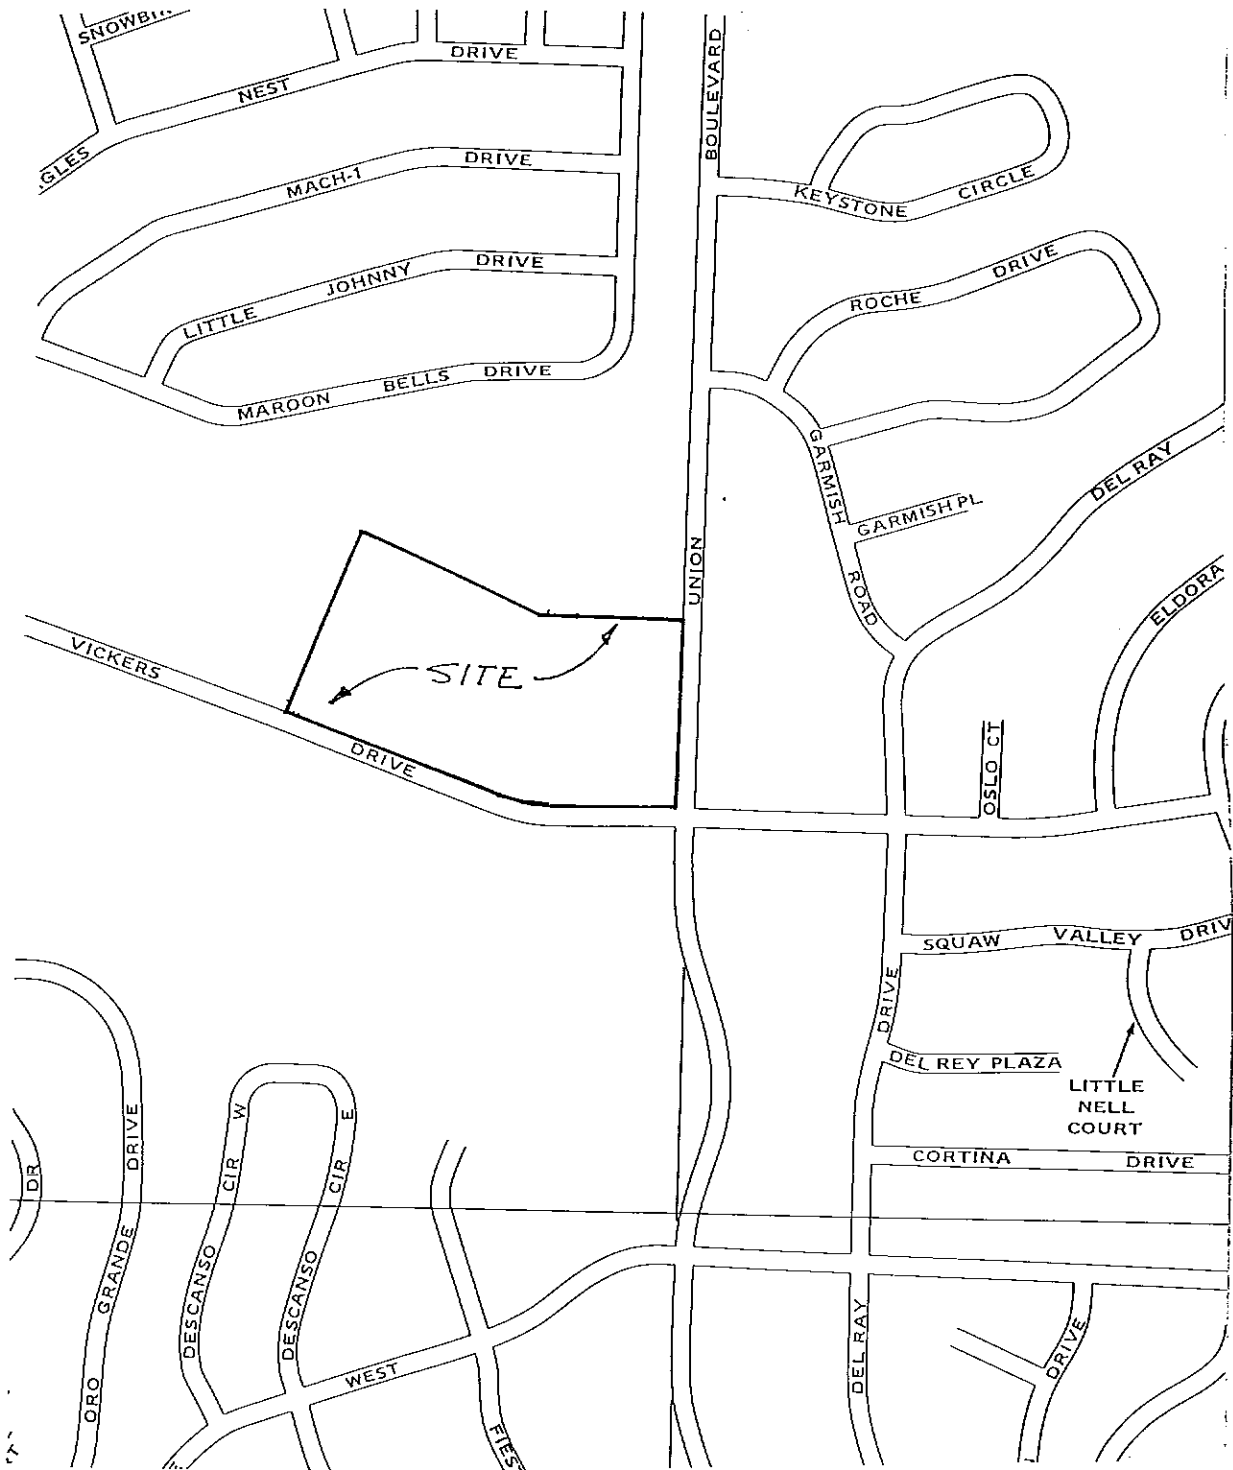 SNOWBIR
DRIVE
NEST
GLES
BOULEVARD
DRIVE
MACH-1
KEYSTONE CIRCLE
LITTLE JOHNNY DRIVE
ROCHE DRIVE
MAROON BELLS DRIVE
GARMISH
DEL RAY
GARMISH PL
UNION
ROAD
ELDORA
VICKERS
SITE
DRIVE
OSLO CT
SQUAW VALLEY DRIV
DRIVE
DEL REY PLAZA
LITTLE
NELL
COURT
CORTINA DRIVE
DRIVE
W
E
CIR
CIR
DR
GRANDE
DESCANSO
DESCANSO
ORO
WEST
DEL RAY
DRIVE
FIES